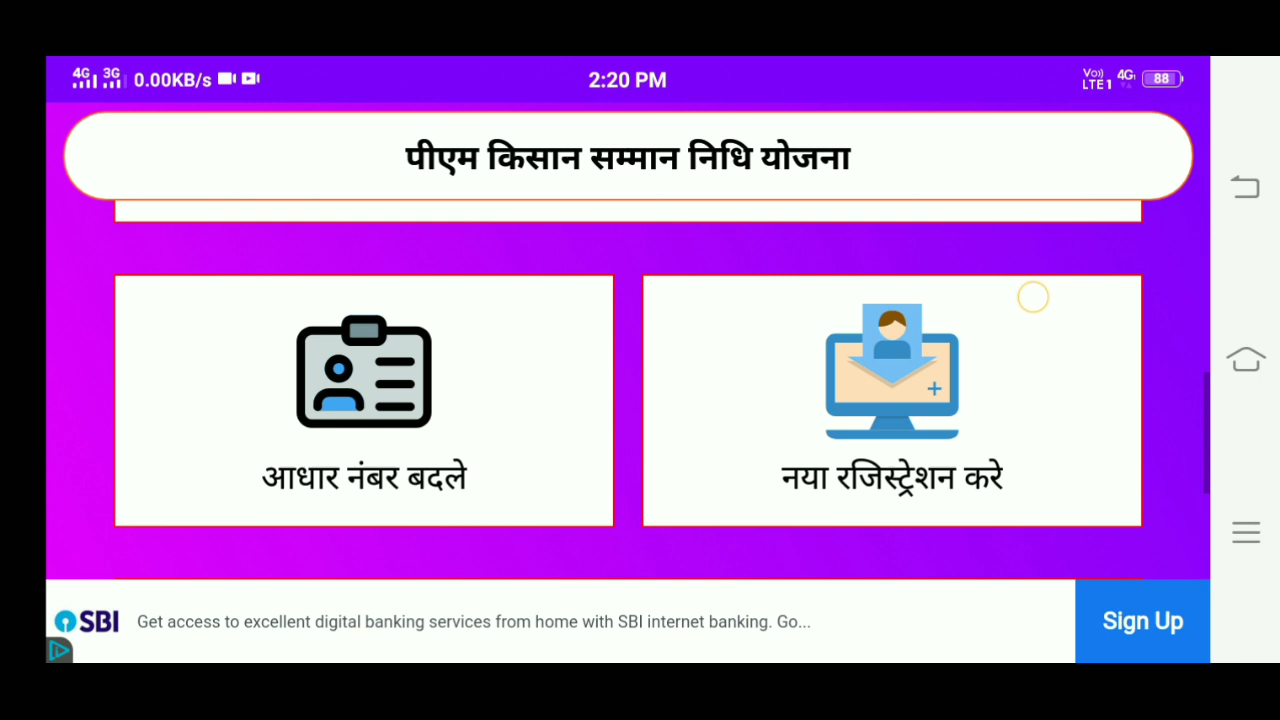 4G 3G 0.00KB/s 2:20 PM Vo)) LTE1 4G 88
पीएम किसान सम्मान निधि योजना
आधार नंबर बदले
नया रजिस्ट्रेशन करे
SBI Get access to excellent digital banking services from home with SBI internet banking. Go... Sign Up